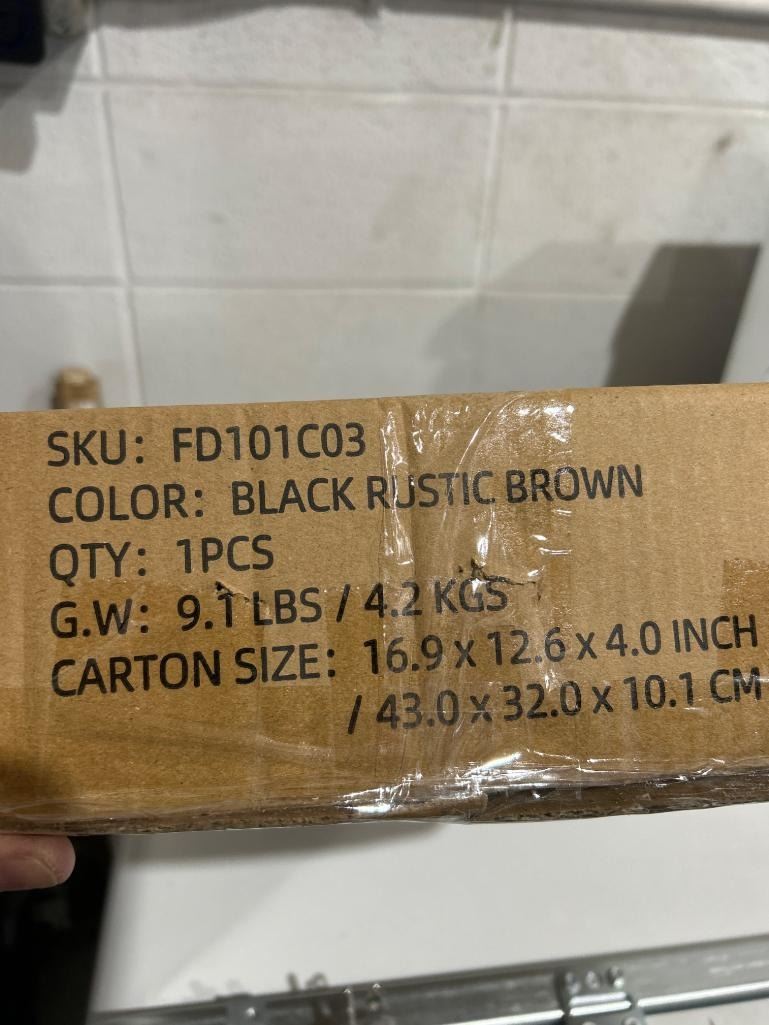 SKU: FD101C03
COLOR: BLACK RUSTIC BROWN
QTY: 1PCS
G.W: 9.1 LBS / 4.2 KGS
CARTON SIZE: 16.9 x 12.6 x 4.0 INCH
/ 43.0 x 32.0 x 10.1 CM